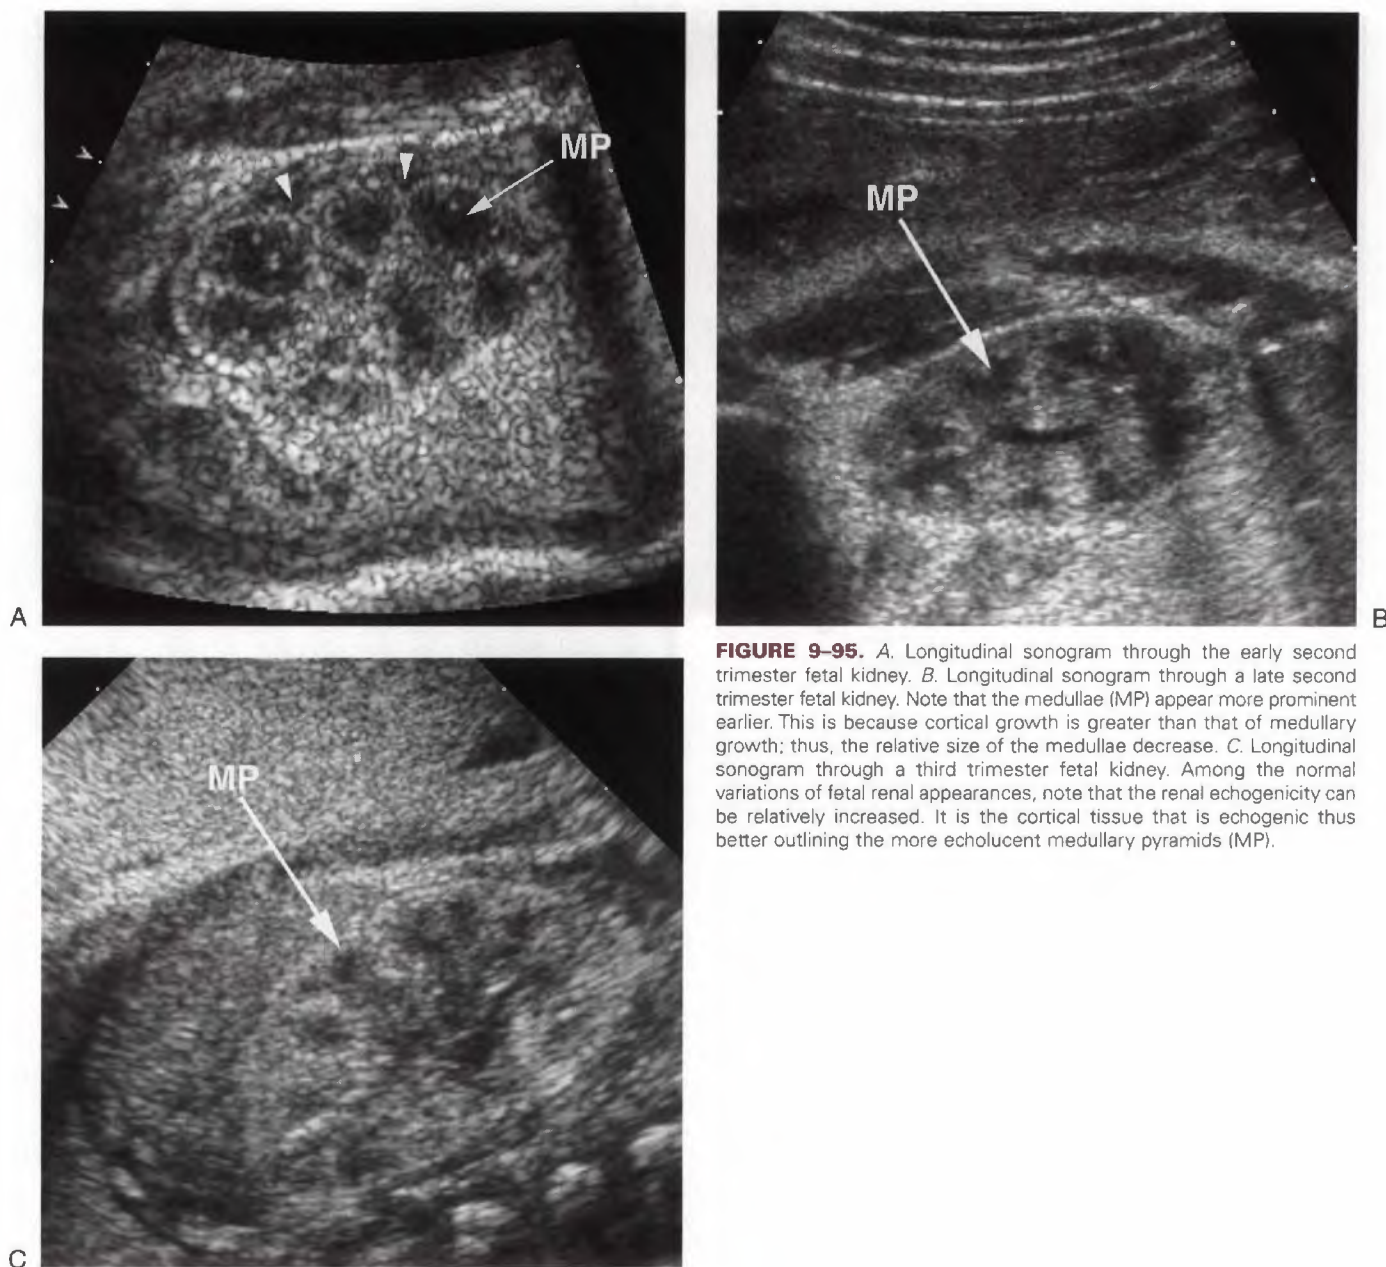 MP
A
MP
B
FIGURE 9–95. A. Longitudinal sonogram through the early second
trimester fetal kidney. B. Longitudinal sonogram through a late second
trimester fetal kidney. Note that the medullae (MP) appear more prominent
earlier. This is because cortical growth is greater than that of medullary
growth; thus, the relative size of the medullae decrease. C. Longitudinal
sonogram through a third trimester fetal kidney. Among the normal
variations of fetal renal appearances, note that the renal echogenicity can
be relatively increased. It is the cortical tissue that is echogenic thus
better outlining the more echolucent medullary pyramids (MP).
MP
C